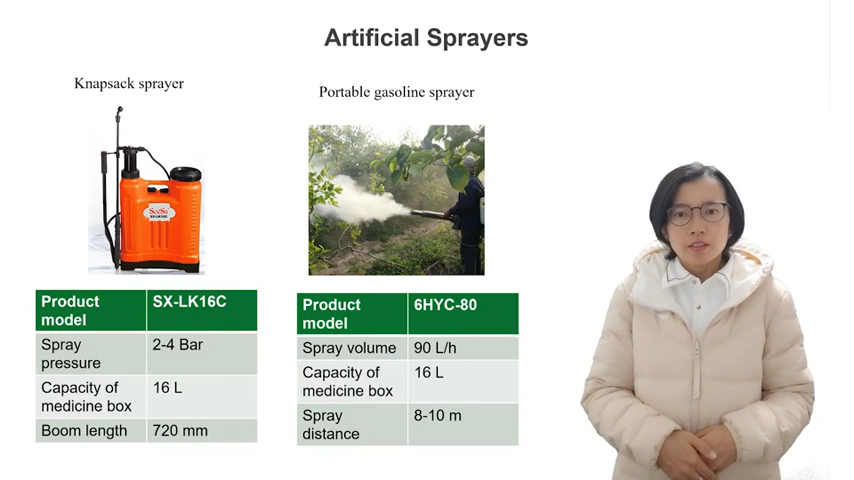 Artificial Sprayers
Knapsack sprayer
Portable gasoline sprayer
SeeSa
Product model SX-LK16C
Spray pressure 2-4 Bar
Capacity of medicine box 16 L
Boom length 720 mm
Product model 6HYC-80
Spray volume 90 L/h
Capacity of medicine box 16 L
Spray distance 8-10 m